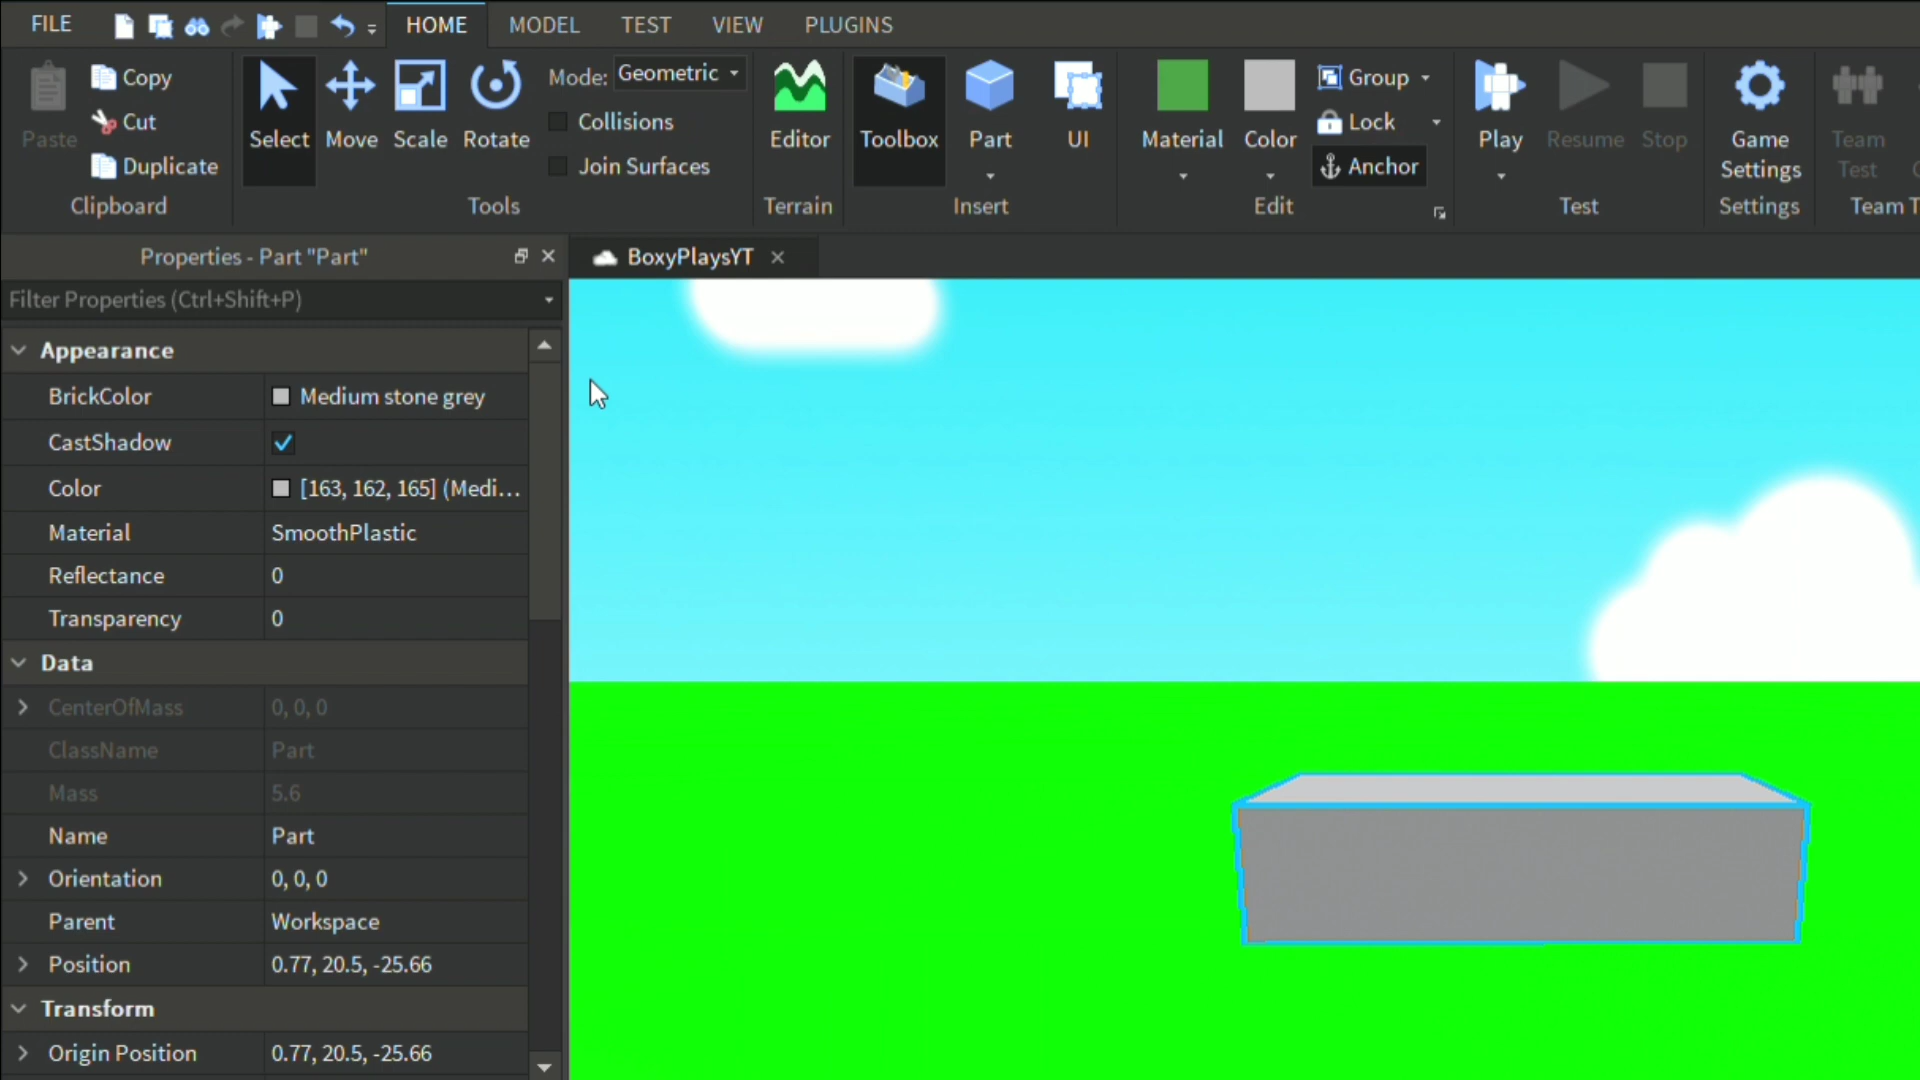 FILE HOME MODEL TEST VIEW PLUGINS
Paste
Copy
Cut
Duplicate
Clipboard
Select Move Scale Rotate
Mode: Geometric
Collisions
Join Surfaces
Tools
Editor
Terrain
Toolbox Part UI
Insert
Material Color
Group
Lock
Anchor
Edit
Play Resume Stop
Test
Game
Settings
Settings
Team
Test
Team T
Properties - Part "Part"
BoxyPlaysYT
Filter Properties (Ctrl+Shift+P)
Appearance
BrickColor Medium stone grey
CastShadow
Color [163, 162, 165] (Medi...
Material SmoothPlastic
Reflectance 0
Transparency 0
Data
CenterOfMass 0, 0, 0
ClassName Part
Mass 5.6
Name Part
Orientation 0, 0, 0
Parent Workspace
Position 0.77, 20.5, -25.66
Transform
Origin Position 0.77, 20.5, -25.66